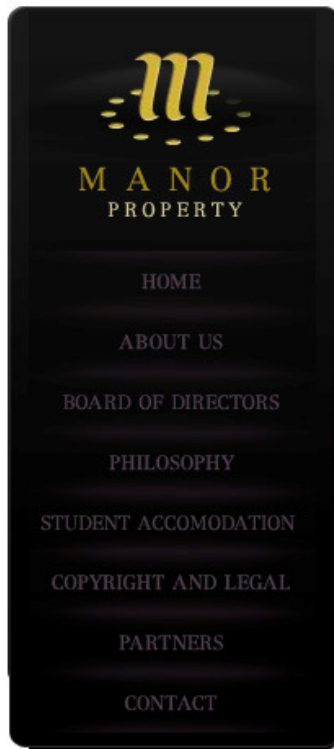 m
MANOR
PROPERTY
HOME
ABOUT US
BOARD OF DIRECTORS
PHILOSOPHY
STUDENT ACCOMODATION
COPYRIGHT AND LEGAL
PARTNERS
CONTACT